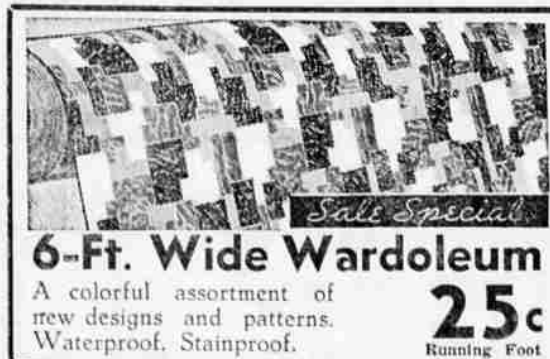 Sale Special
6-Ft. Wide Wardoleum
A colorful assortment of
new designs and patterns.
Waterproof. Stainproof.
25c
Running Foot